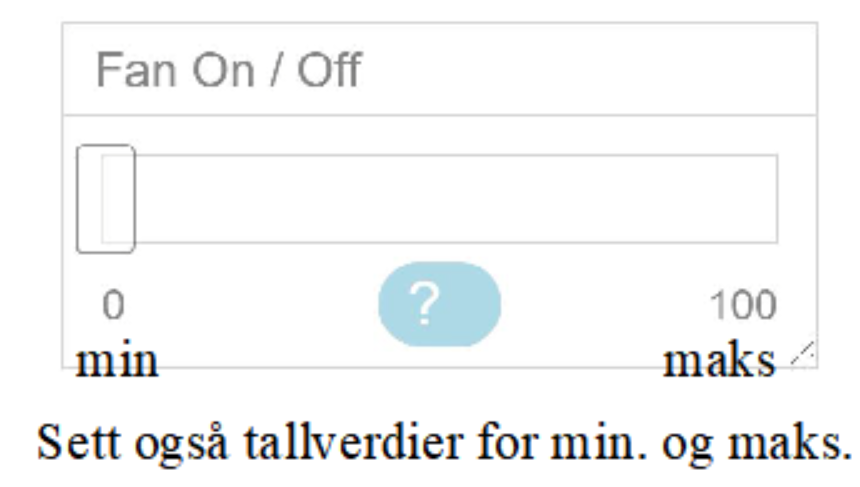 Fan On / Off
0 ? 100
min maks
Sett også tallverdier for min. og maks.